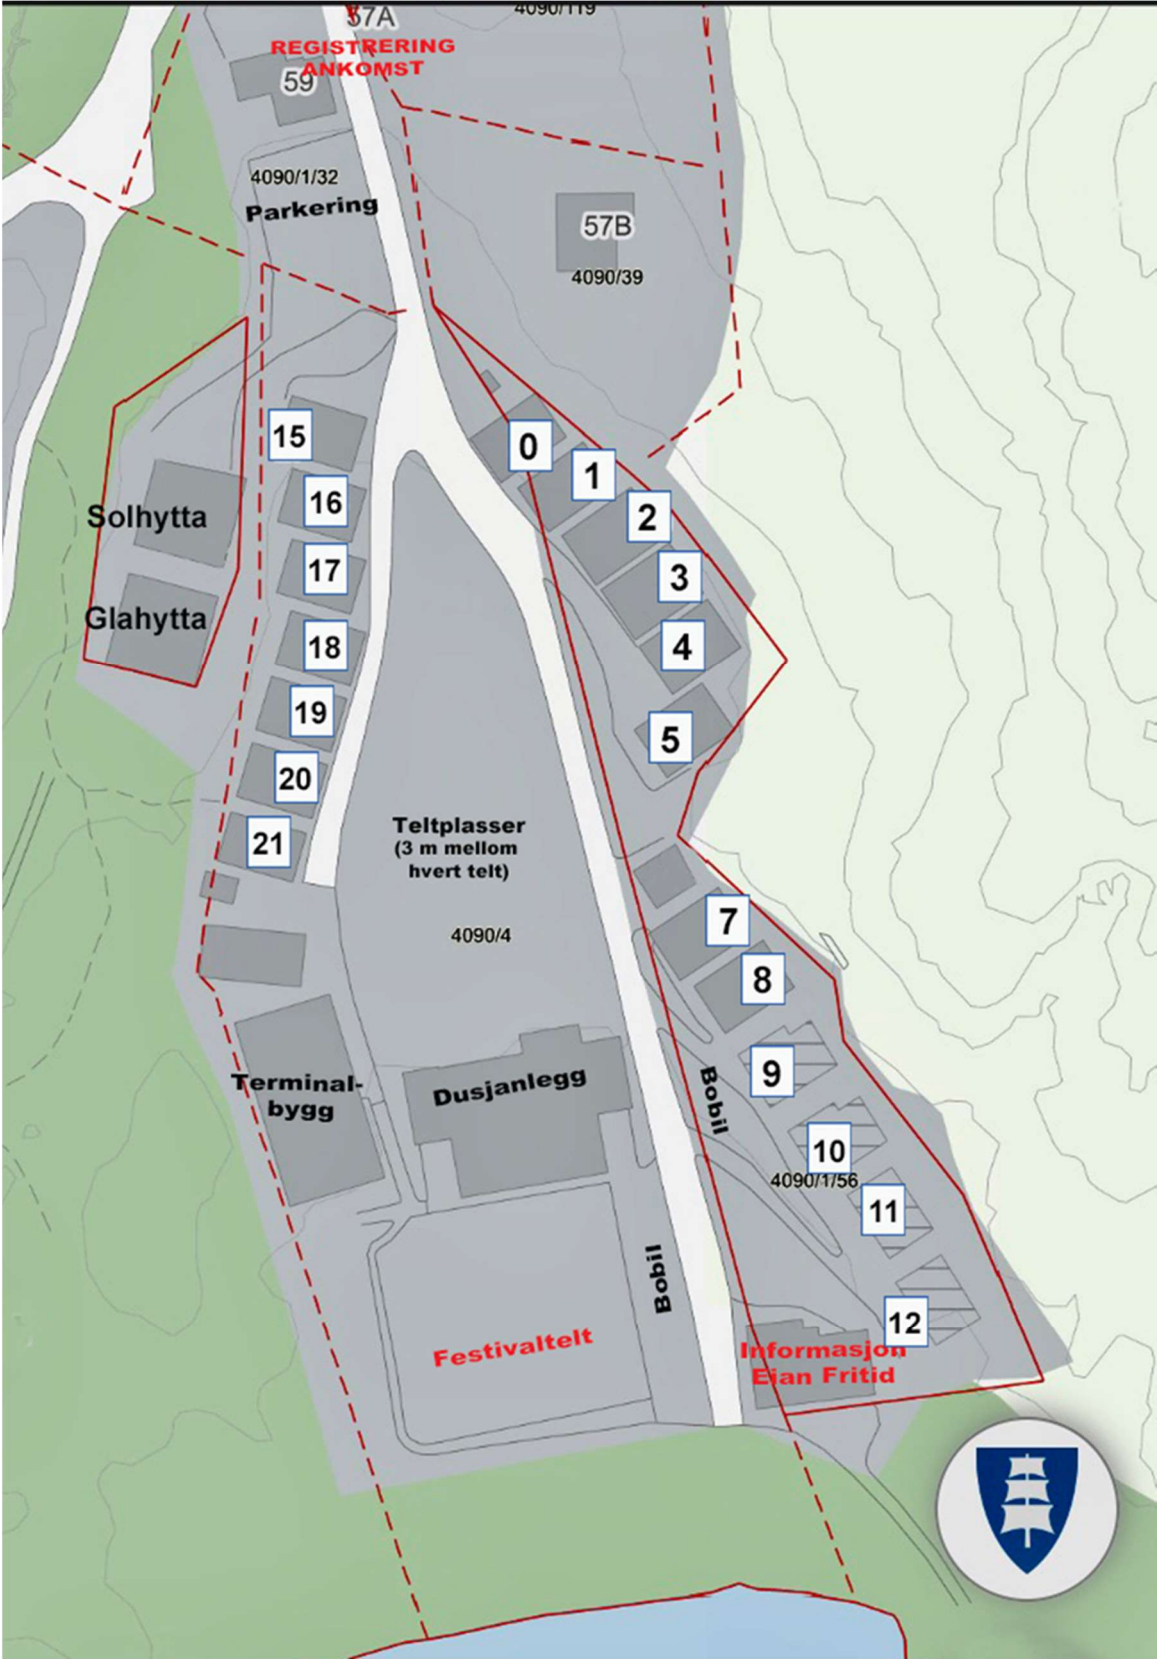 57A
4090/119
REGISTRERING
ANKOMST
59
4090/1/32
Parkering
57B
4090/39
0
1
15
2
16
Solhytta
17
3
Glahytta
18
4
19
5
20
Teltplasser
(3 m mellom
hvert telt)
21
7
4090/4
8
9
Terminal-
bygg
Dusjanlegg
Bobil
10
4090/1/56
11
Bobil
12
Festivaltelt
Informasjon
Eian Fritid